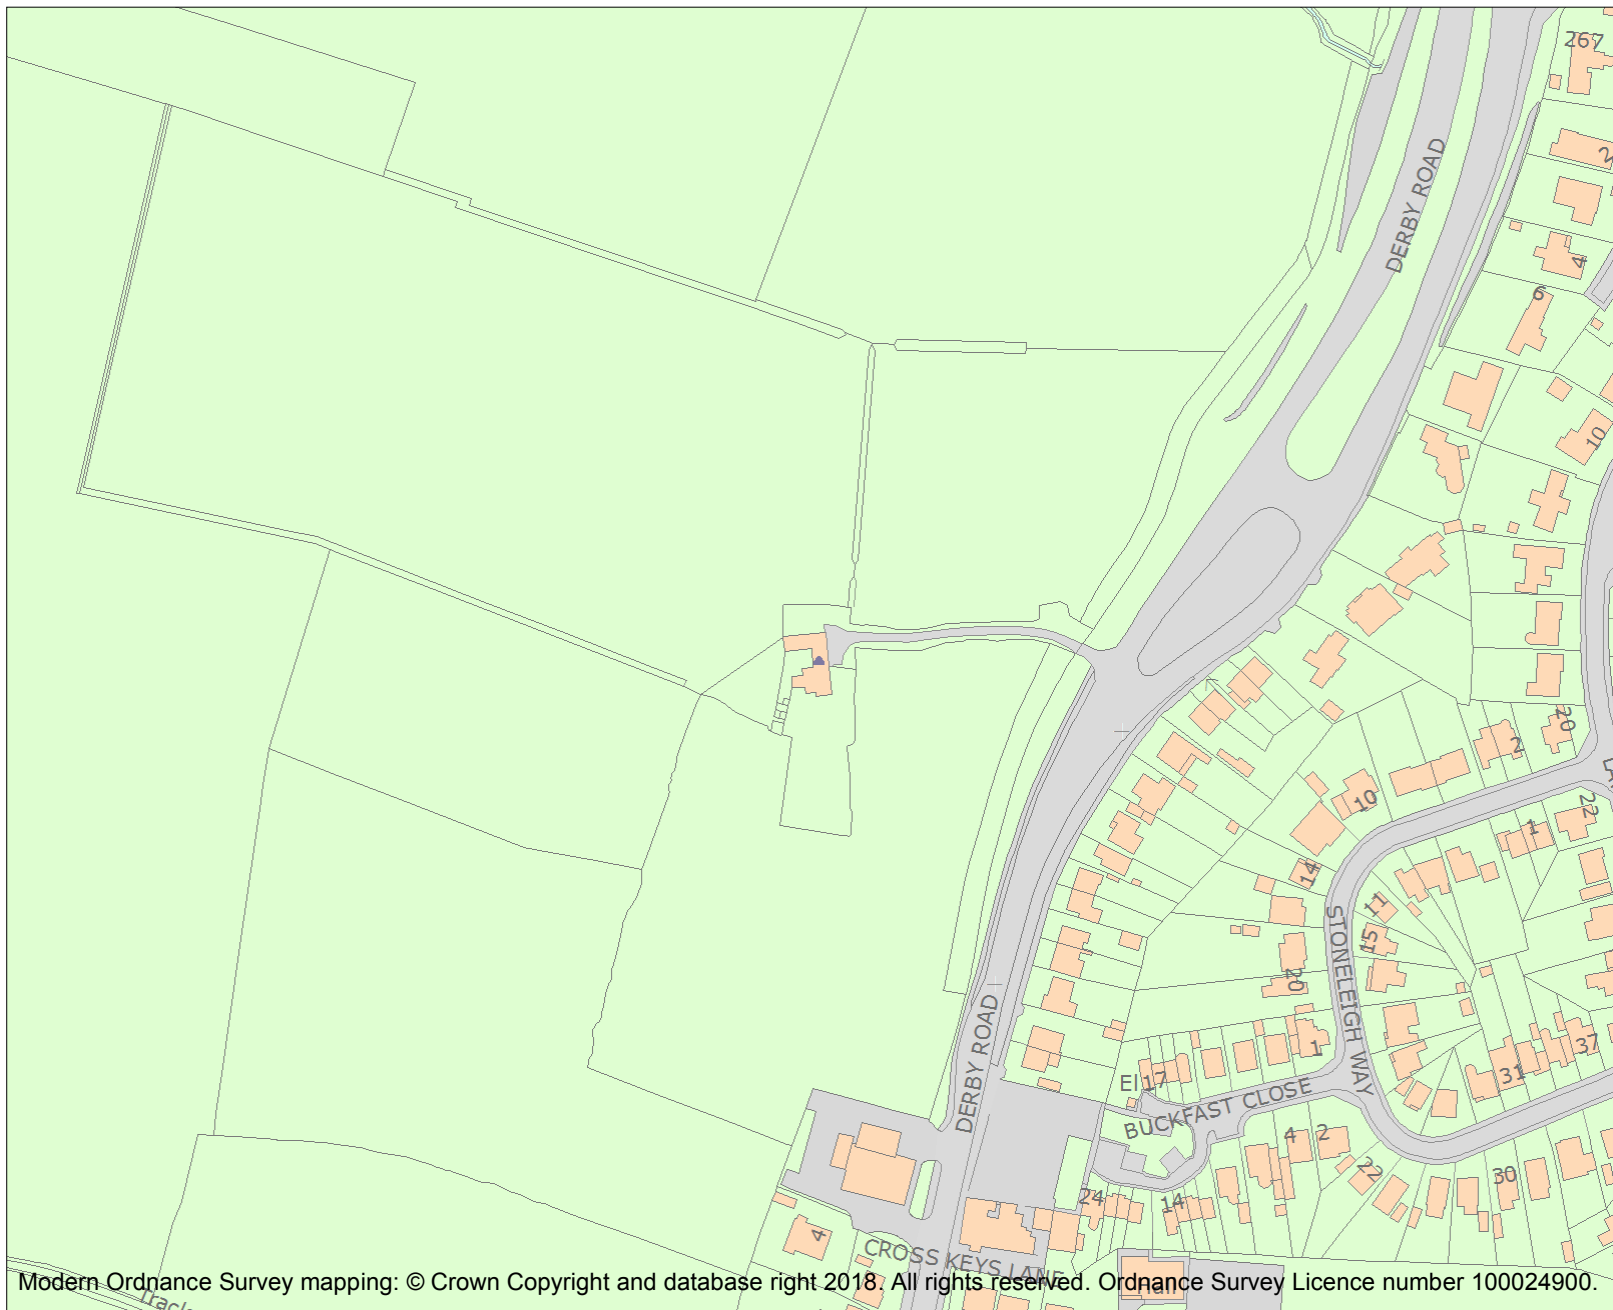 267
2
DERBY ROAD
4
6
10
20
2
10
22
1
14
11
15
STONELEIGH WAY
20
DERBY ROAD
1
37
El
17
31
BUCKFAST CLOSE
4
2
22
30
24
14
4
CROSS KEYS LANE
Hall
Track
Modern Ordnance Survey mapping: © Crown Copyright and database right 2018. All rights reserved. Ordnance Survey Licence number 100024900.